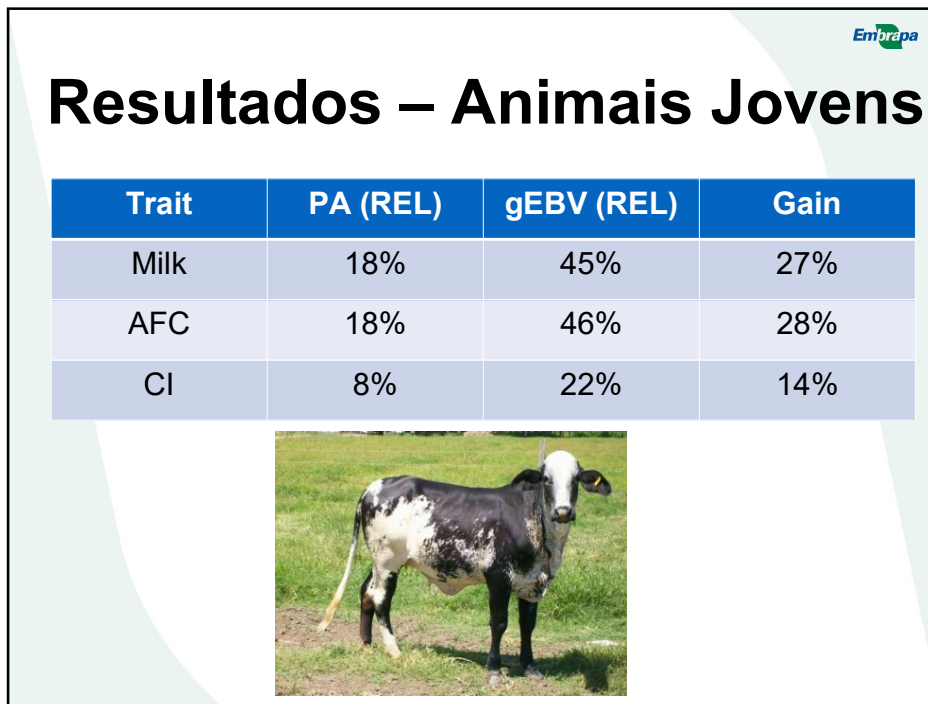 Embrapa
Resultados – Animais Jovens
Trait PA (REL) gEBV (REL) Gain
Milk 18% 45% 27%
AFC 18% 46% 28%
CI 8% 22% 14%